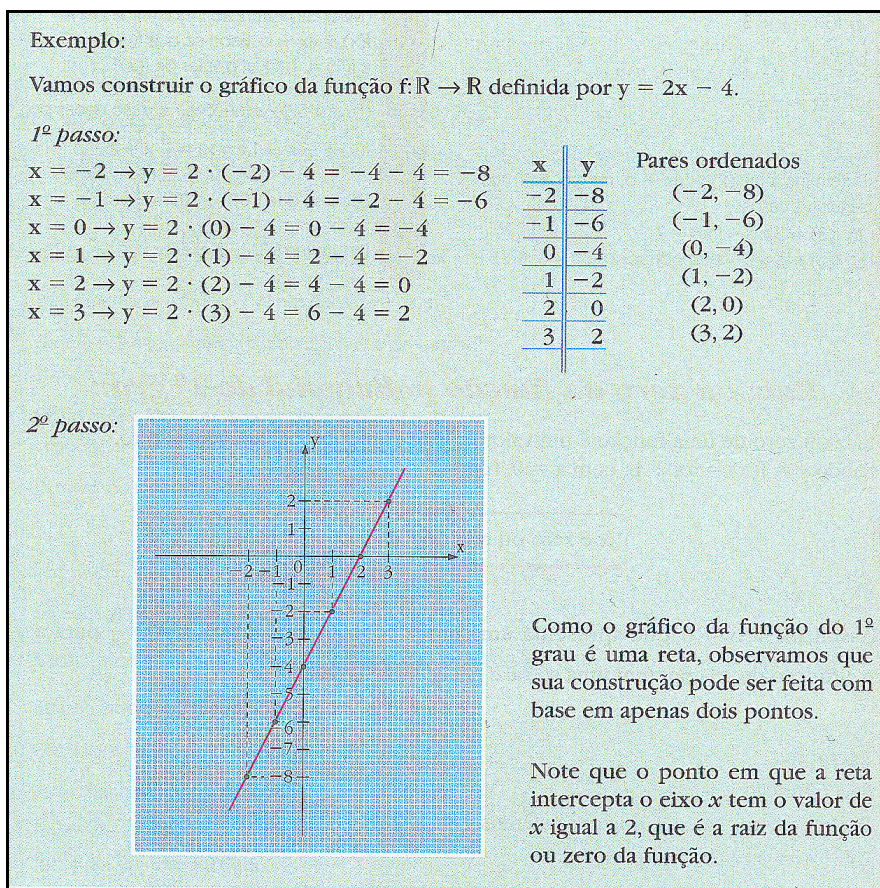 Exemplo:
Vamos construir o gráfico da função f: ℝ → ℝ definida por y = 2x − 4.
1º passo:
x = −2 → y = 2 · (−2) − 4 = −4 − 4 = −8
x = −1 → y = 2 · (−1) − 4 = −2 − 4 = −6
x = 0 → y = 2 · (0) − 4 = 0 − 4 = −4
x = 1 → y = 2 · (1) − 4 = 2 − 4 = −2
x = 2 → y = 2 · (2) − 4 = 4 − 4 = 0
x = 3 → y = 2 · (3) − 4 = 6 − 4 = 2
x y
−2 −8
−1 −6
0 −4
1 −2
2 0
3 2
Pares ordenados
(−2, −8)
(−1, −6)
(0, −4)
(1, −2)
(2, 0)
(3, 2)
2º passo:
y
2
1
x
−2 −1 0 1 2 3
−1
−2
−3
−4
−5
−6
−7
−8
Como o gráfico da função do 1º
grau é uma reta, observamos que
sua construção pode ser feita com
base em apenas dois pontos.
Note que o ponto em que a reta
intercepta o eixo x tem o valor de
x igual a 2, que é a raiz da função
ou zero da função.